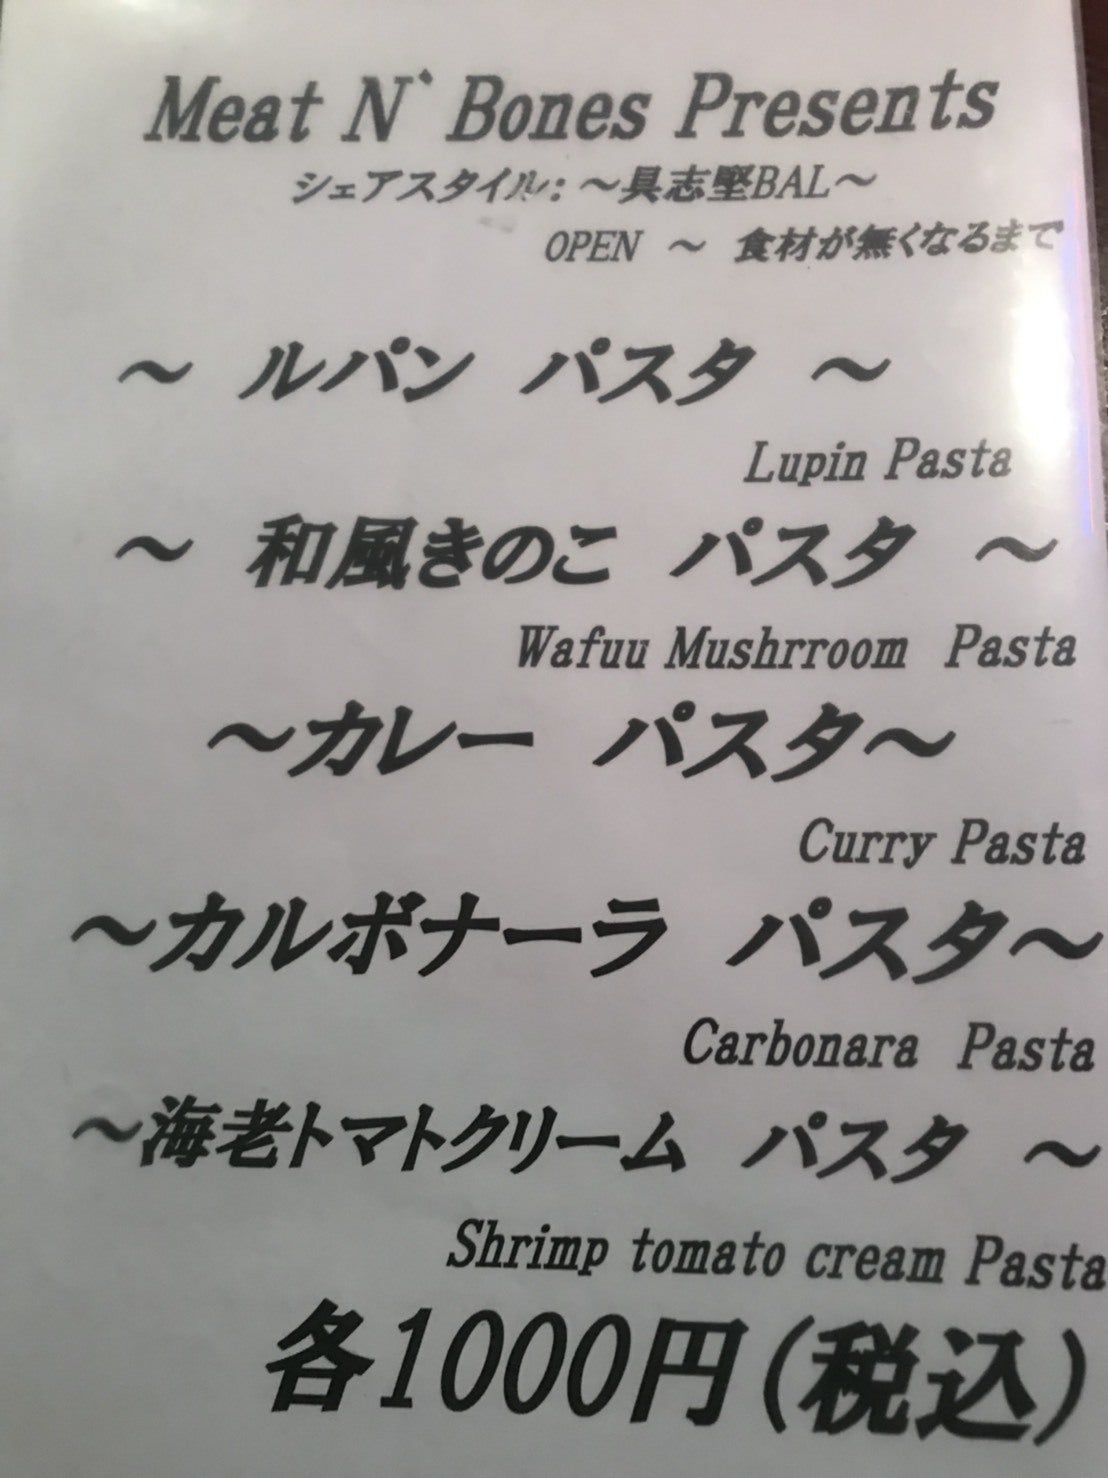 Meat N` Bones Presents
シェアスタイル：～具志堅BAL～
OPEN ～ 食材が無くなるまで
～ ルパン パスタ ～
Lupin Pasta
～ 和風きのこ パスタ ～
Wafuu Mushrroom Pasta
～カレー パスタ～
Curry Pasta
～カルボナーラ パスタ～
Carbonara Pasta
～海老トマトクリーム パスタ ～
Shrimp tomato cream Pasta
各1000円（税込）